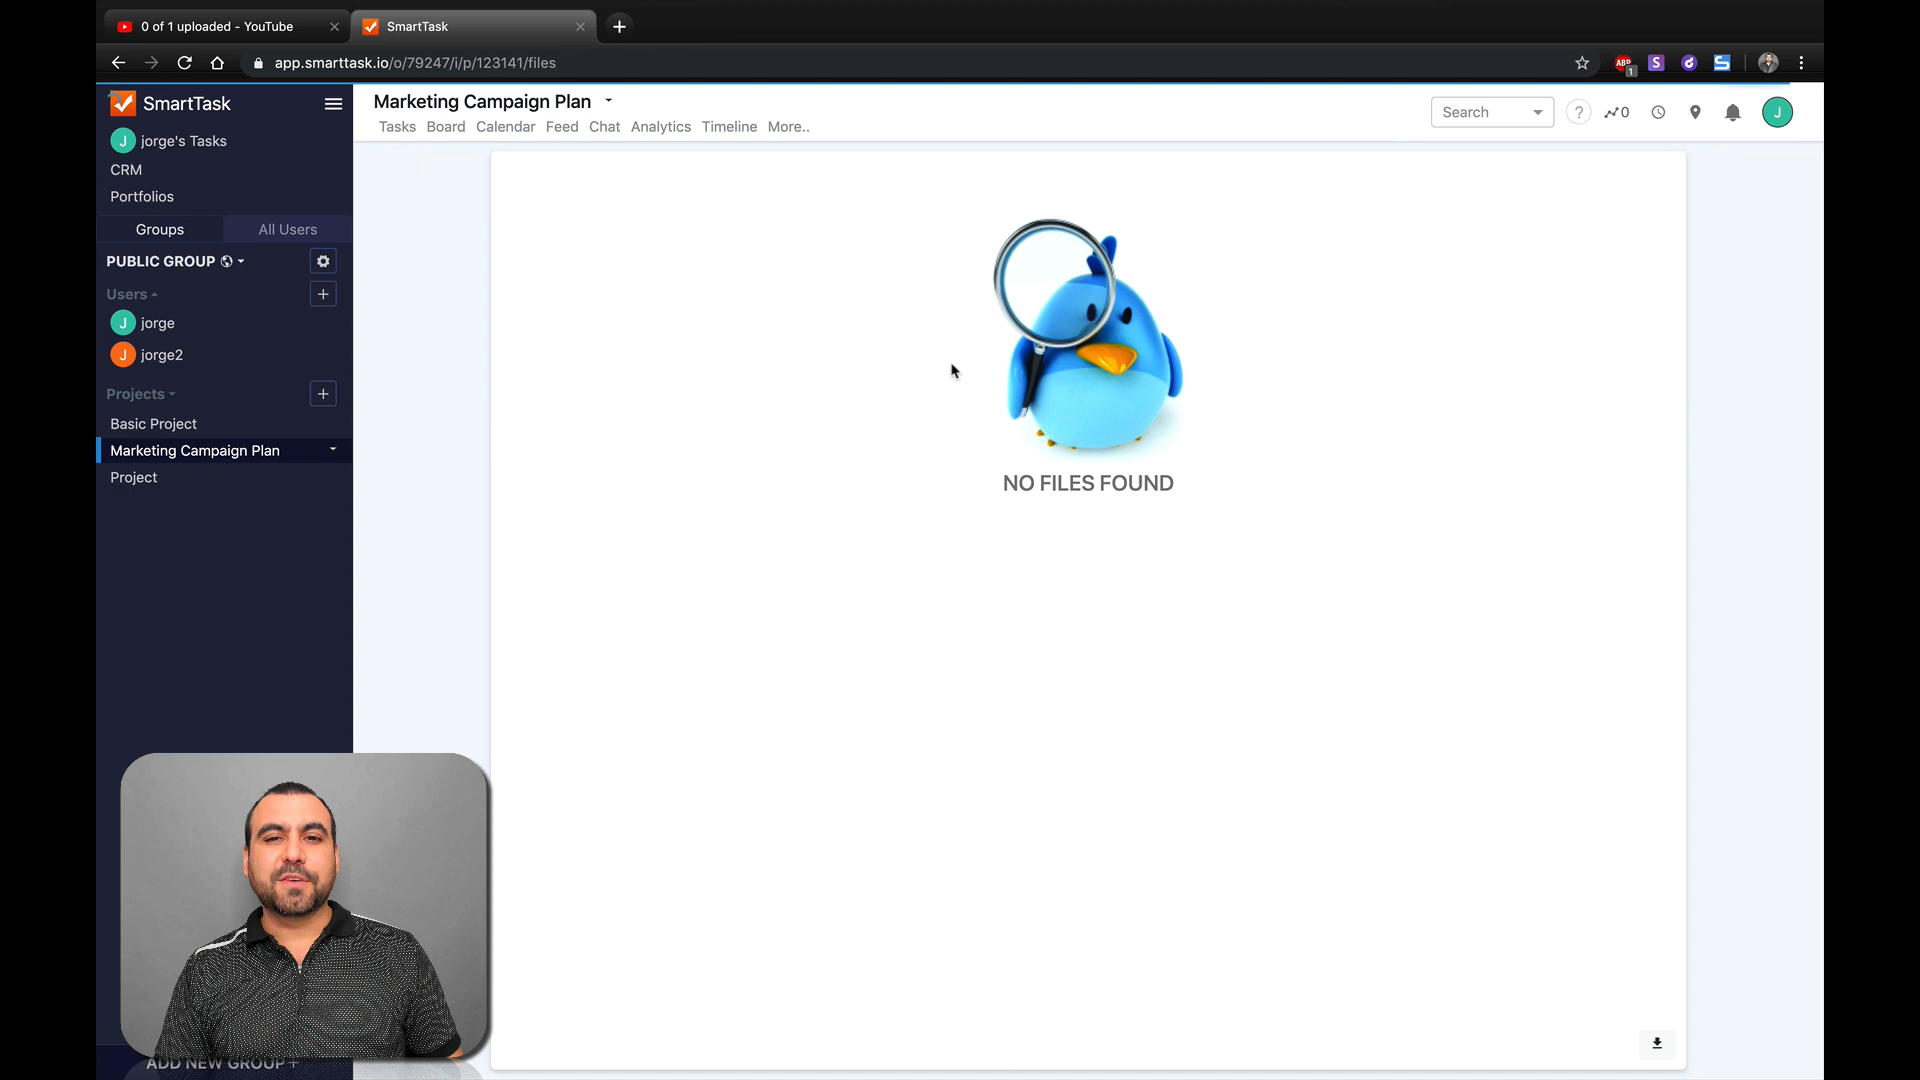 0 of 1 uploaded - YouTube
SmartTask
app.smarttask.io/o/79247/i/p/123141/files
ABP
1
S
SmartTask
Marketing Campaign Plan
Tasks Board Calendar Feed Chat Analytics Timeline More..
Search
?
0
J
J jorge's Tasks
CRM
Portfolios
Groups
All Users
PUBLIC GROUP
Users
J jorge
J jorge2
Projects
Basic Project
Marketing Campaign Plan
Project
NO FILES FOUND
ADD NEW GROUP+